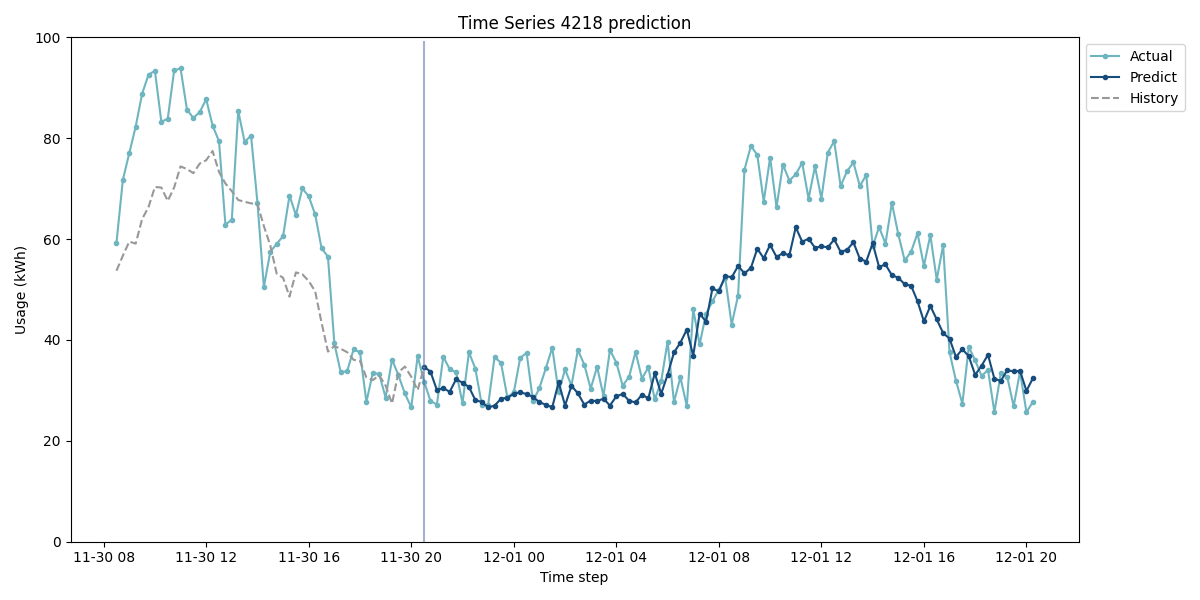 Time Series 4218 prediction
Actual
Predict
History
Usage (kWh)
100
80
60
40
20
0
11-30 08 11-30 12 11-30 16 11-30 20 12-01 00 12-01 04 12-01 08 12-01 12 12-01 16 12-01 20
Time step